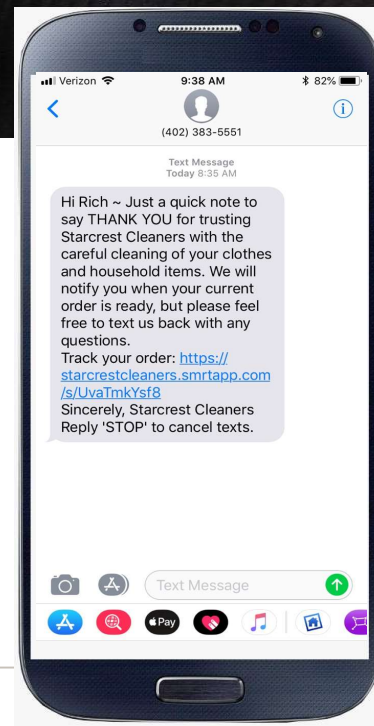 Verizon 9:38 AM 82%
(402) 383-5551
Text Message
Today 8:35 AM
Hi Rich ~ Just a quick note to
say THANK YOU for trusting
Starcrest Cleaners with the
careful cleaning of your clothes
and household items. We will
notify you when your current
order is ready, but please feel
free to text us back with any
questions.
Track your order: https://
starcrestcleaners.smrtapp.com
/s/UvaTmkYsf8
Sincerely, Starcrest Cleaners
Reply 'STOP' to cancel texts.
Text Message
Pay